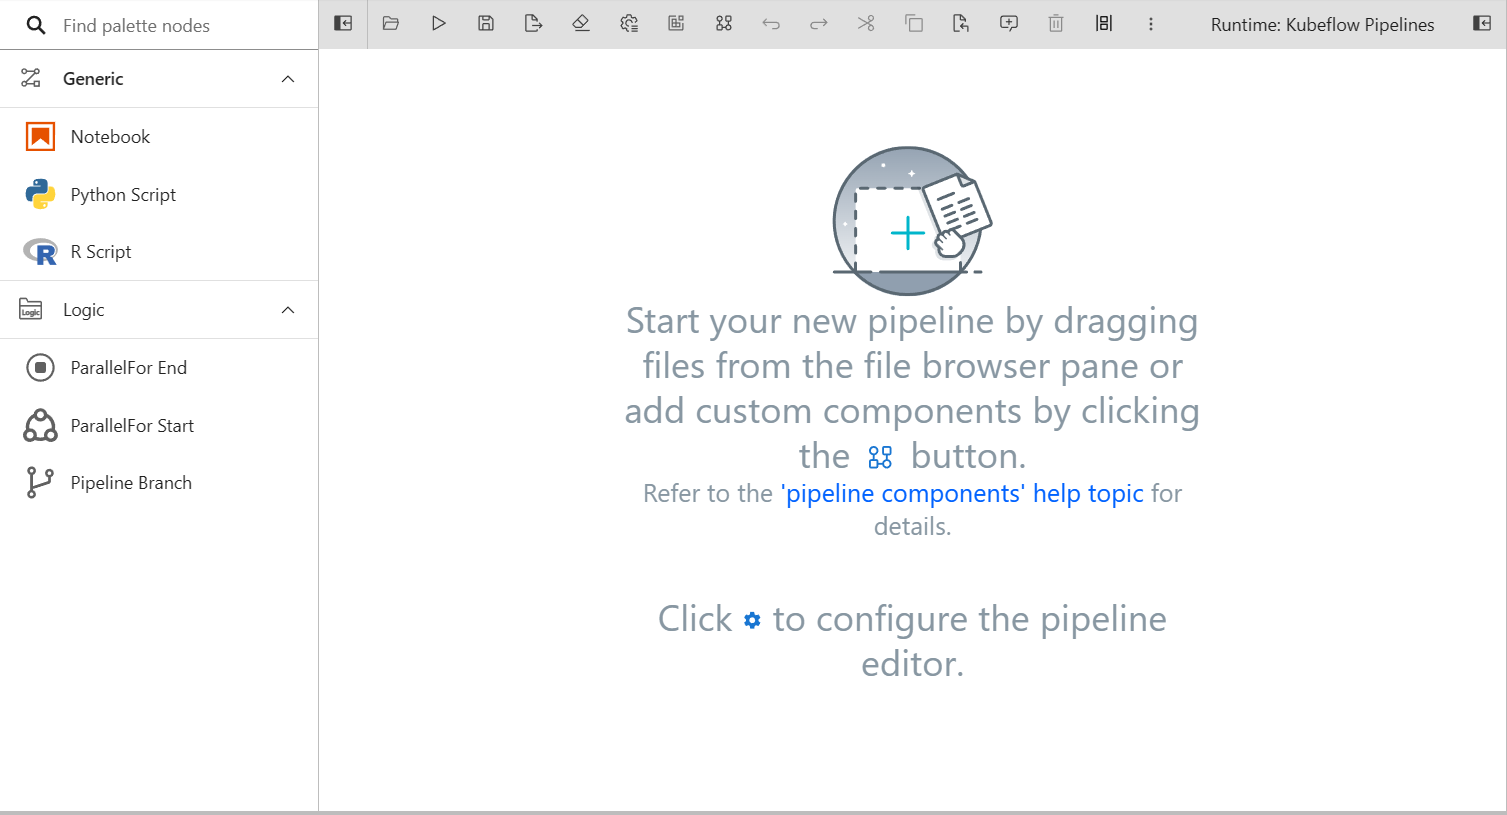 Find palette nodes
Runtime: Kubeflow Pipelines
Generic
Notebook
Python Script
R Script
Logic
Logic
ParallelFor End
ParallelFor Start
Pipeline Branch
Start your new pipeline by dragging
files from the file browser pane or
add custom components by clicking
the button.
Refer to the 'pipeline components' help topic for
details.
Click to configure the pipeline
editor.